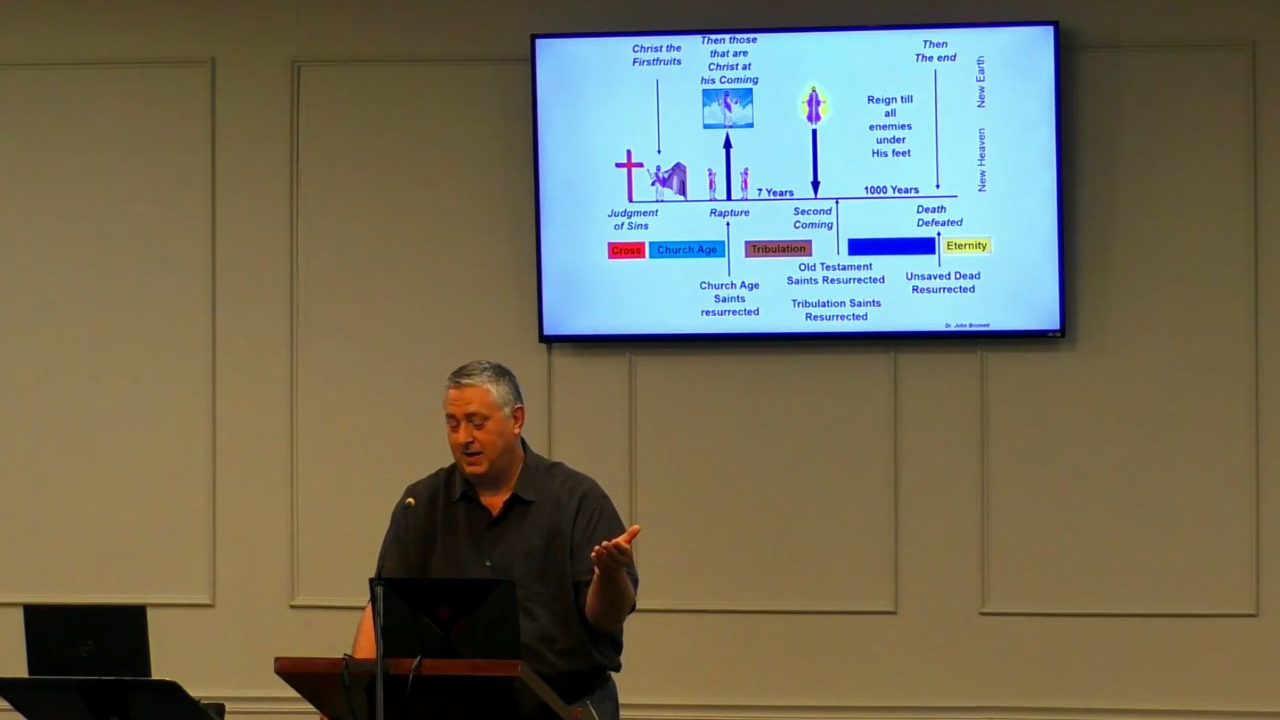 Christ the
Firstfruits
Then those
that are
Christ at
his Coming
Then
The end
New Earth
New Heaven
Reign till
all
enemies
under
His feet
7 Years
1000 Years
Judgment
of Sins
Rapture
Second
Coming
Death
Defeated
Cross
Church Age
Tribulation
Eternity
Church Age
Saints
resurrected
Old Testament
Saints Resurrected
Tribulation Saints
Resurrected
Unsaved Dead
Resurrected
Dr. John